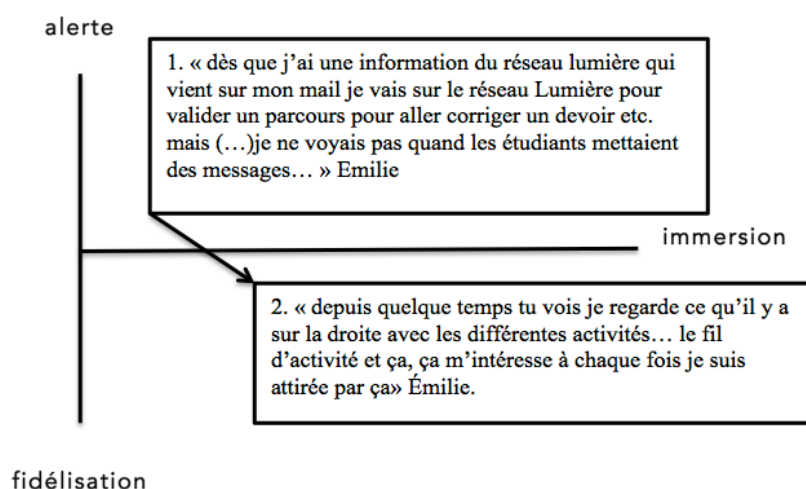 alerte
1. « dès que j’ai une information du réseau lumière qui
vient sur mon mail je vais sur le réseau Lumière pour
valider un parcours pour aller corriger un devoir etc.
mais (…)je ne voyais pas quand les étudiants mettaient
des messages… » Emilie
immersion
2. « depuis quelque temps tu vois je regarde ce qu’il y a
sur la droite avec les différentes activités… le fil
d’activité et ça, ça m’intéresse à chaque fois je suis
attirée par ça» Émilie.
fidélisation